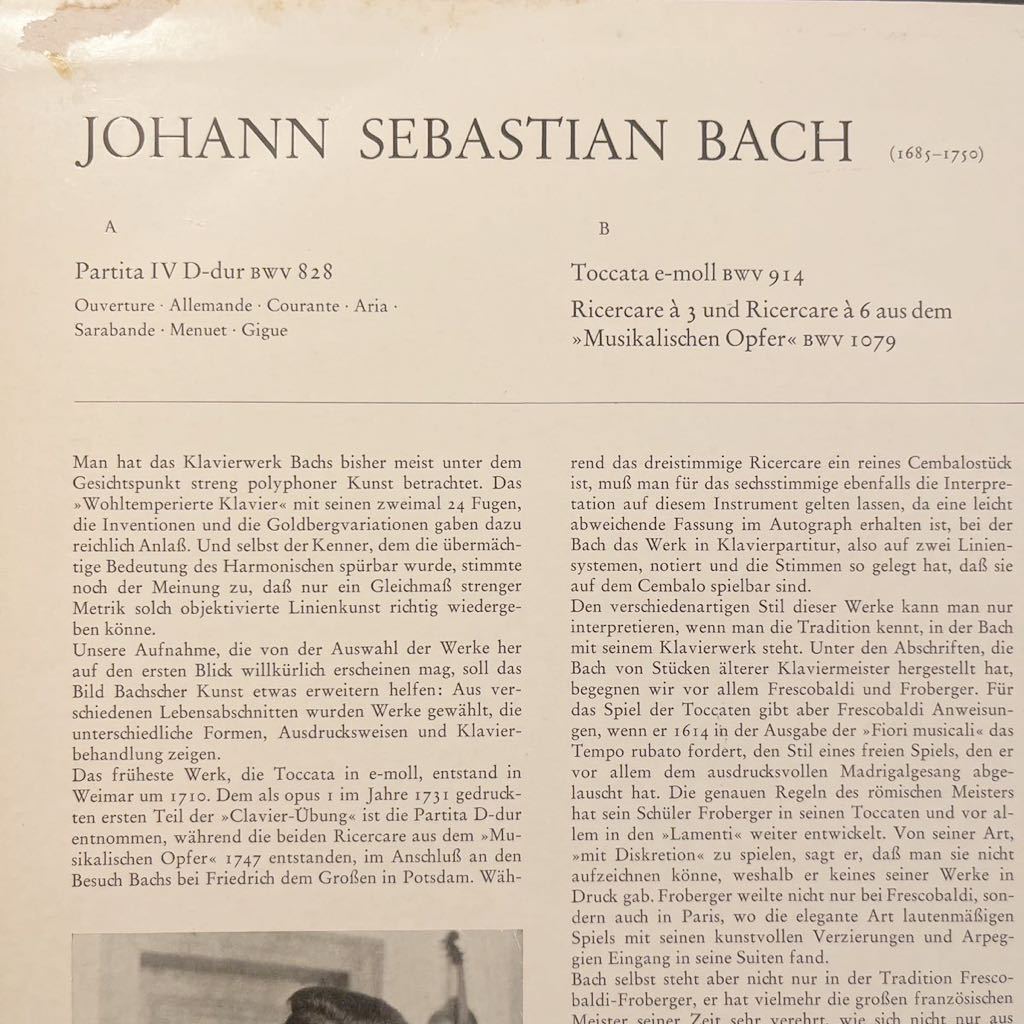 JOHANN SEBASTIAN BACH (1685–1750)
A
Partita IV D-dur BWV 828
Ouverture · Allemande · Courante · Aria ·
Sarabande · Menuet · Gigue
B
Toccata e-moll BWV 914
Ricercare à 3 und Ricercare à 6 aus dem
»Musikalischen Opfer« BWV 1079
Man hat das Klavierwerk Bachs bisher meist unter dem
Gesichtspunkt streng polyphoner Kunst betrachtet. Das
»Wohltemperierte Klavier« mit seinen zweimal 24 Fugen,
die Inventionen und die Goldbergvariationen gaben dazu
reichlich Anlaß. Und selbst der Kenner, dem die übermäch-
tige Bedeutung des Harmonischen spürbar wurde, stimmte
noch der Meinung zu, daß nur ein Gleichmaß strenger
Metrik solch objektivierte Linienkunst richtig wiederge-
ben könne.
Unsere Aufnahme, die von der Auswahl der Werke her
auf den ersten Blick willkürlich erscheinen mag, soll das
Bild Bachscher Kunst etwas erweitern helfen: Aus ver-
schiedenen Lebensabschnitten wurden Werke gewählt, die
unterschiedliche Formen, Ausdrucksweisen und Klavier-
behandlung zeigen.
Das früheste Werk, die Toccata in e-moll, entstand in
Weimar um 1710. Dem als opus 1 im Jahre 1731 gedruck-
ten ersten Teil der »Clavier-Übung« ist die Partita D-dur
entnommen, während die beiden Ricercare aus dem »Mu-
sikalischen Opfer« 1747 entstanden, im Anschluß an den
Besuch Bachs bei Friedrich dem Großen in Potsdam. Wäh-
rend das dreistimmige Ricercare ein reines Cembalostück
ist, muß man für das sechsstimmige ebenfalls die Interpre-
tation auf diesem Instrument gelten lassen, da eine leicht
abweichende Fassung im Autograph erhalten ist, bei der
Bach das Werk in Klavierpartitur, also auf zwei Linien-
systemen, notiert und die Stimmen so gelegt hat, daß sie
auf dem Cembalo spielbar sind.
Den verschiedenartigen Stil dieser Werke kann man nur
interpretieren, wenn man die Tradition kennt, in der Bach
mit seinem Klavierwerk steht. Unter den Abschriften, die
Bach von Stücken älterer Klaviermeister hergestellt hat,
begegnen wir vor allem Frescobaldi und Froberger. Für
das Spiel der Toccaten gibt aber Frescobaldi Anweisun-
gen, wenn er 1614 in der Ausgabe der »Fiori musicali« das
Tempo rubato fordert, den Stil eines freien Spiels, den er
vor allem dem ausdrucksvollen Madrigalgesang abge-
lauscht hat. Die genauen Regeln des römischen Meisters
hat sein Schüler Froberger in seinen Toccaten und vor al-
lem in den »Lamenti« weiter entwickelt. Von seiner Art,
»mit Diskretion« zu spielen, sagt er, daß man sie nicht
aufzeichnen könne, weshalb er keines seiner Werke in
Druck gab. Froberger weilte nicht nur bei Frescobaldi, son-
dern auch in Paris, wo die elegante Art lautenmäßigen
Spiels mit seinen kunstvollen Verzierungen und Arpeg-
gien Eingang in seine Suiten fand.
Bach selbst steht aber nicht nur in der Tradition Fresco-
baldi-Froberger, er hat vielmehr die großen französischen
Meister seiner Zeit sehr verehrt, wie sich nicht nur aus